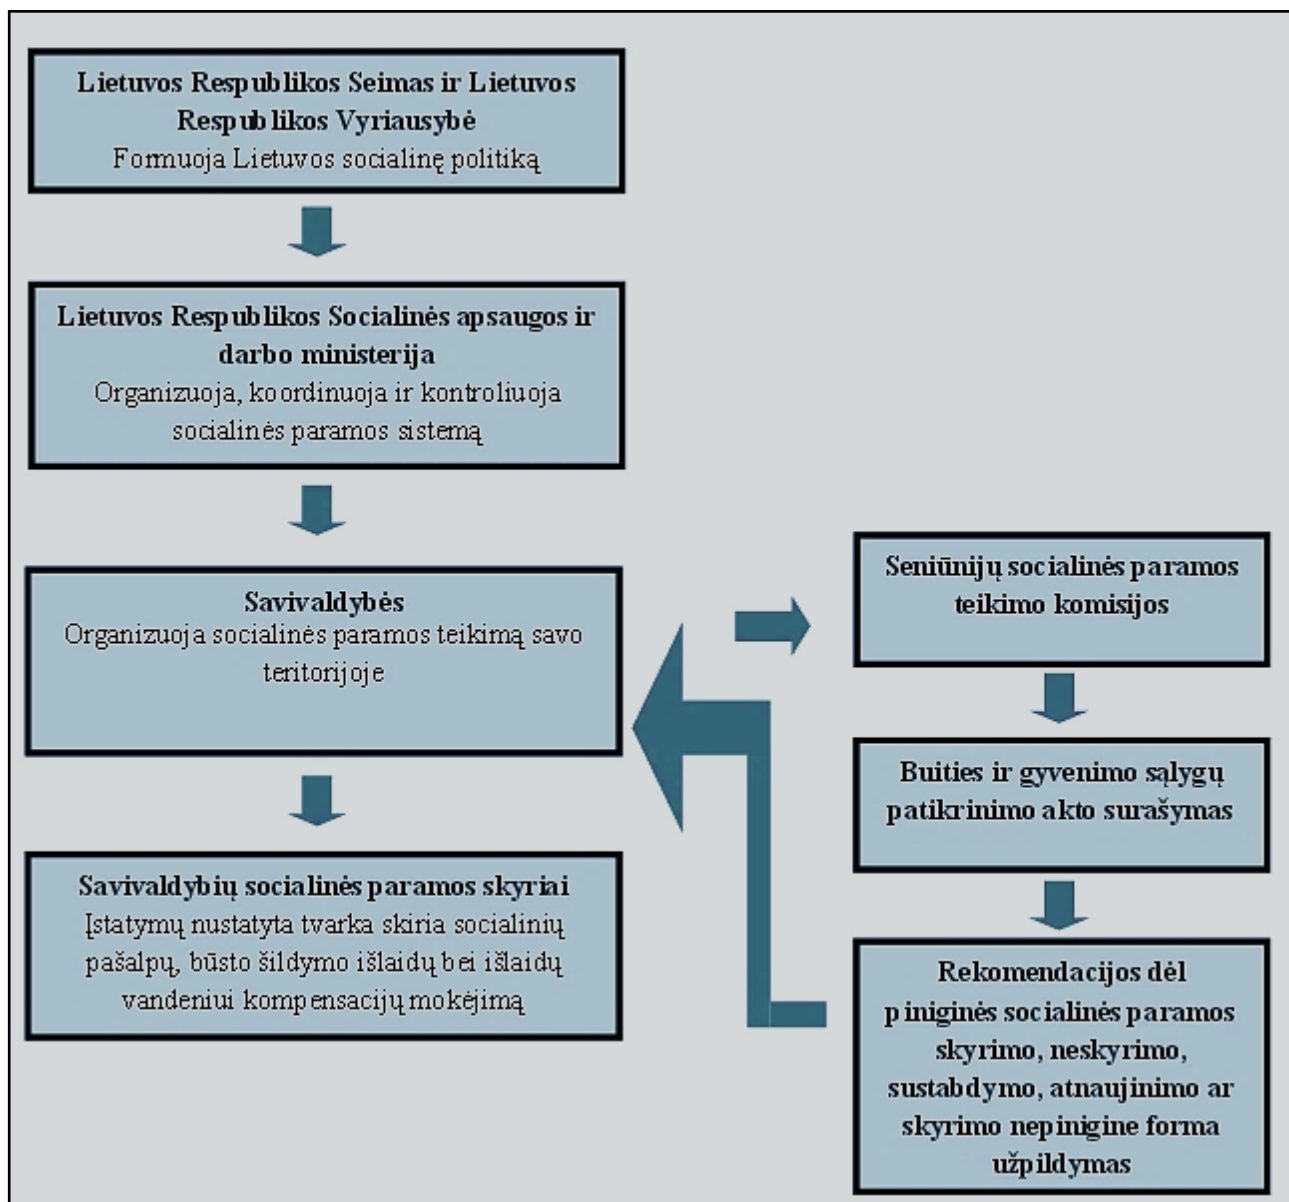 Lietuvos Respublikos Seimas ir Lietuvos
Respublikos Vyriausybė
Formuoja Lietuvos socialinę politiką
Lietuvos Respublikos Socialinės apsaugos ir
darbo ministerija
Organizuoja, koordinuoja ir kontroliuoja
socialinės paramos sistemą
Savivaldybės
Organizuoja socialinės paramos teikimą savo
teritorijoje
Savivaldybių socialinės paramos skyriai
Įstatymų nustatyta tvarka skiria socialinių
pašalpų, būsto šildymo išlaidų bei išlaidų
vandeniui kompensacijų mokėjimą
Seniūnijų socialinės paramos
teikimo komisijos
Buities ir gyvenimo sąlygų
patikrinimo akto surašymas
Rekomendacijos dėl
piniginės socialinės paramos
skyrimo, neskyrimo,
sustabdymo, atnaujinimo ar
skyrimo nepinigine forma
užpildymas